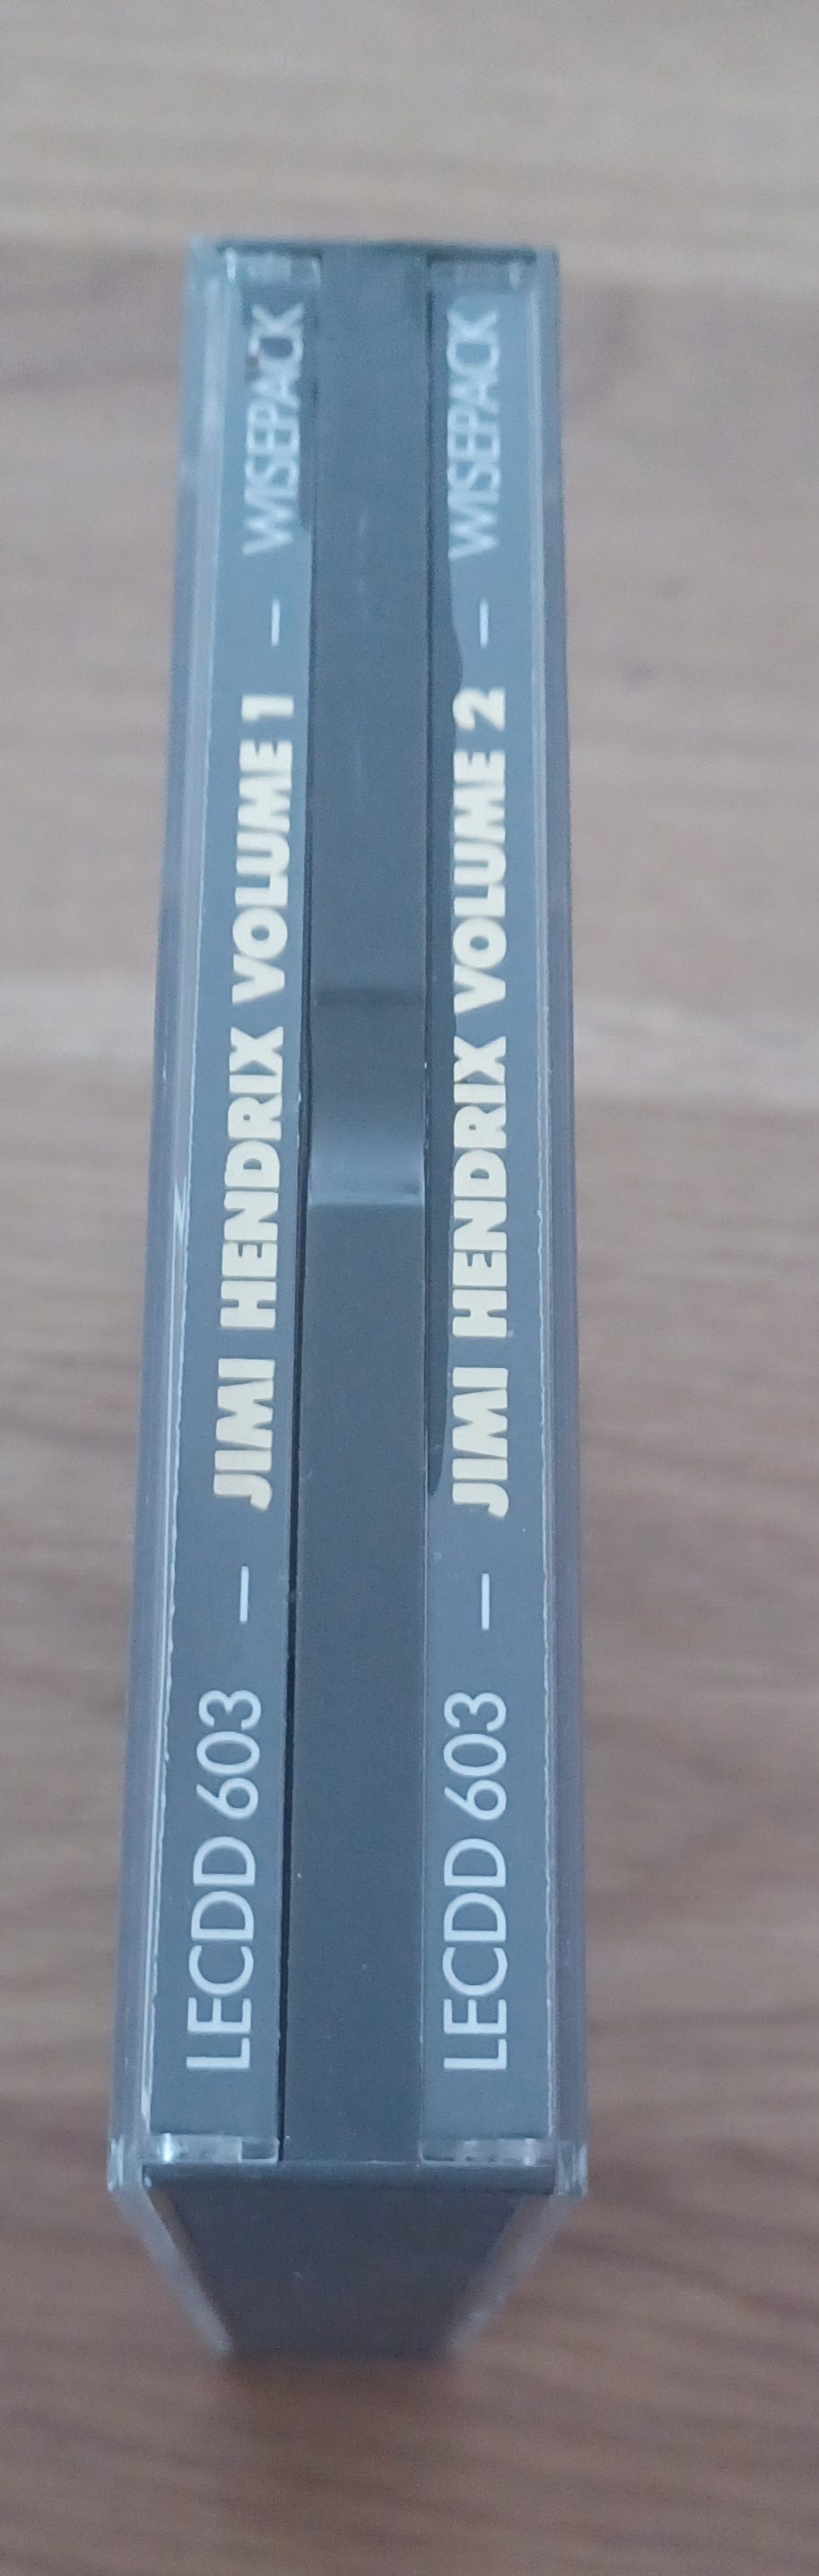 LECDD 603 – JIMI HENDRIX VOLUME 1 – WISEPACK
LECDD 603 – JIMI HENDRIX VOLUME 2 – WISEPACK